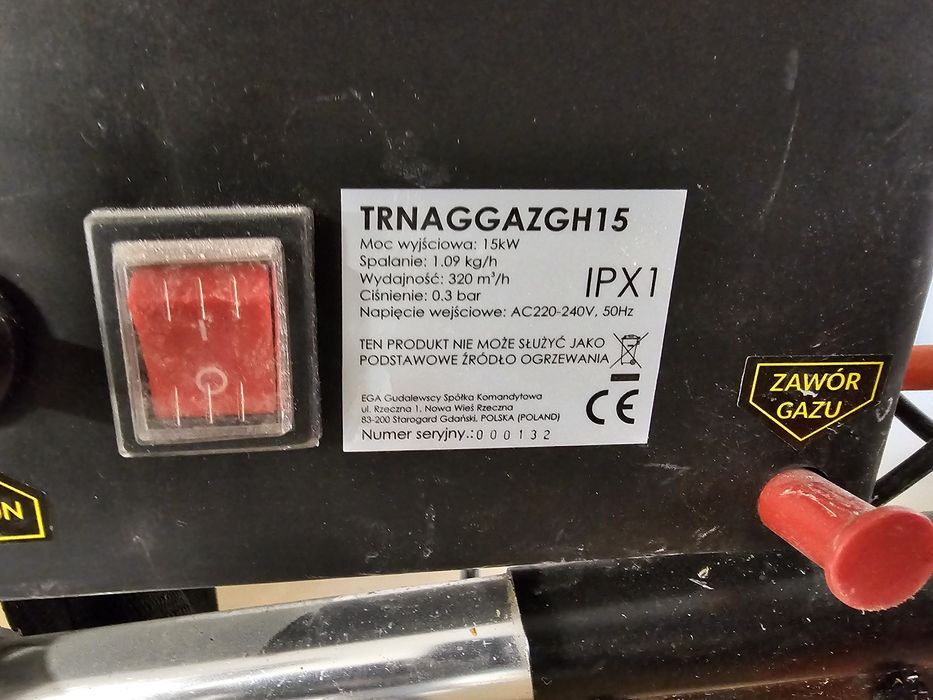 TRNAGGAZGH15
Moc wyjściowa: 15kW
Spalanie: 1.09 kg/h
Wydajność: 320 m³/h
Ciśnienie: 0.3 bar
Napięcie wejściowe: AC220-240V, 50Hz
IPX1
TEN PRODUKT NIE MOŻE SŁUŻYĆ JAKO
PODSTAWOWE ŹRÓDŁO OGRZEWANIA
EGA Gudalewscy Spółka Komandytowa
ul. Rzeczna 1, Nowa Wieś Rzeczna
83-200 Starogard Gdański, POLSKA (POLAND)
CE
Numer seryjny.:000132
ZAWÓR
GAZU